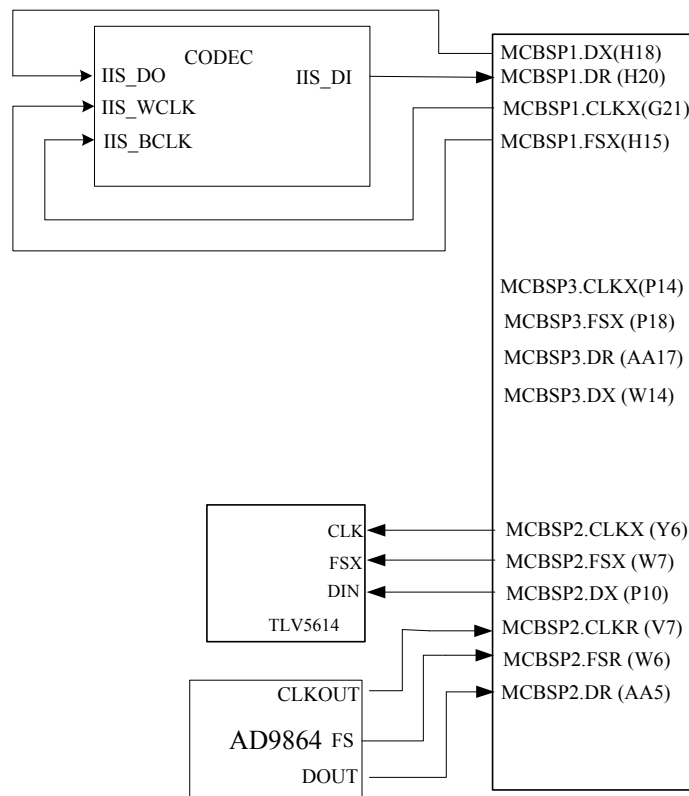 CODEC
IIS_DO
IIS_DI
IIS_WCLK
IIS_BCLK
MCBSP1.DX(H18)
MCBSP1.DR (H20)
MCBSP1.CLKX(G21)
MCBSP1.FSX(H15)
MCBSP3.CLKX(P14)
MCBSP3.FSX (P18)
MCBSP3.DR (AA17)
MCBSP3.DX (W14)
CLK
FSX
DIN
TLV5614
MCBSP2.CLKX (Y6)
MCBSP2.FSX (W7)
MCBSP2.DX (P10)
MCBSP2.CLKR (V7)
MCBSP2.FSR (W6)
MCBSP2.DR (AA5)
CLKOUT
AD9864 FS
DOUT